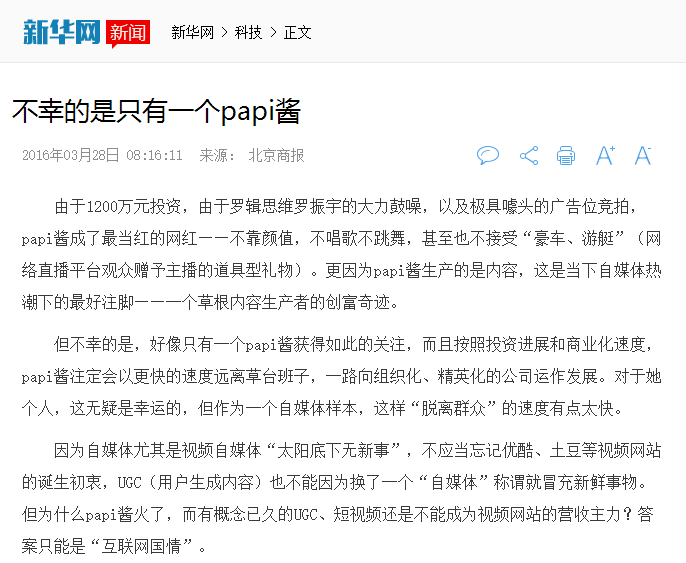 新华网 新闻 新华网 > 科技 > 正文
不幸的是只有一个papi酱
2016年03月28日 08:16:11 来源： 北京商报
A+ A-
由于1200万元投资，由于罗辑思维罗振宇的大力鼓噪，以及极具噱头的广告位竞拍，
papi酱成了最当红的网红——不靠颜值，不唱歌不跳舞，甚至也不接受“豪车、游艇”（网
络直播平台观众赠予主播的道具型礼物）。更因为papi酱生产的是内容，这是当下自媒体热
潮下的最好注脚——一个草根内容生产者的创富奇迹。
但不幸的是，好像只有一个papi酱获得如此的关注，而且按照投资进展和商业化速度，
papi酱注定会以更快的速度远离草台班子，一路向组织化、精英化的公司运作发展。对于她
个人，这无疑是幸运的，但作为一个自媒体样本，这样“脱离群众”的速度有点太快。
因为自媒体尤其是视频自媒体“太阳底下无新事”，不应当忘记优酷、土豆等视频网站
的诞生初衷，UGC（用户生成内容）也不能因为换了一个“自媒体”称谓就冒充新鲜事物。
但为什么papi酱火了，而有概念已久的UGC、短视频还是不能成为视频网站的营收主力？答
案只能是“互联网国情”。